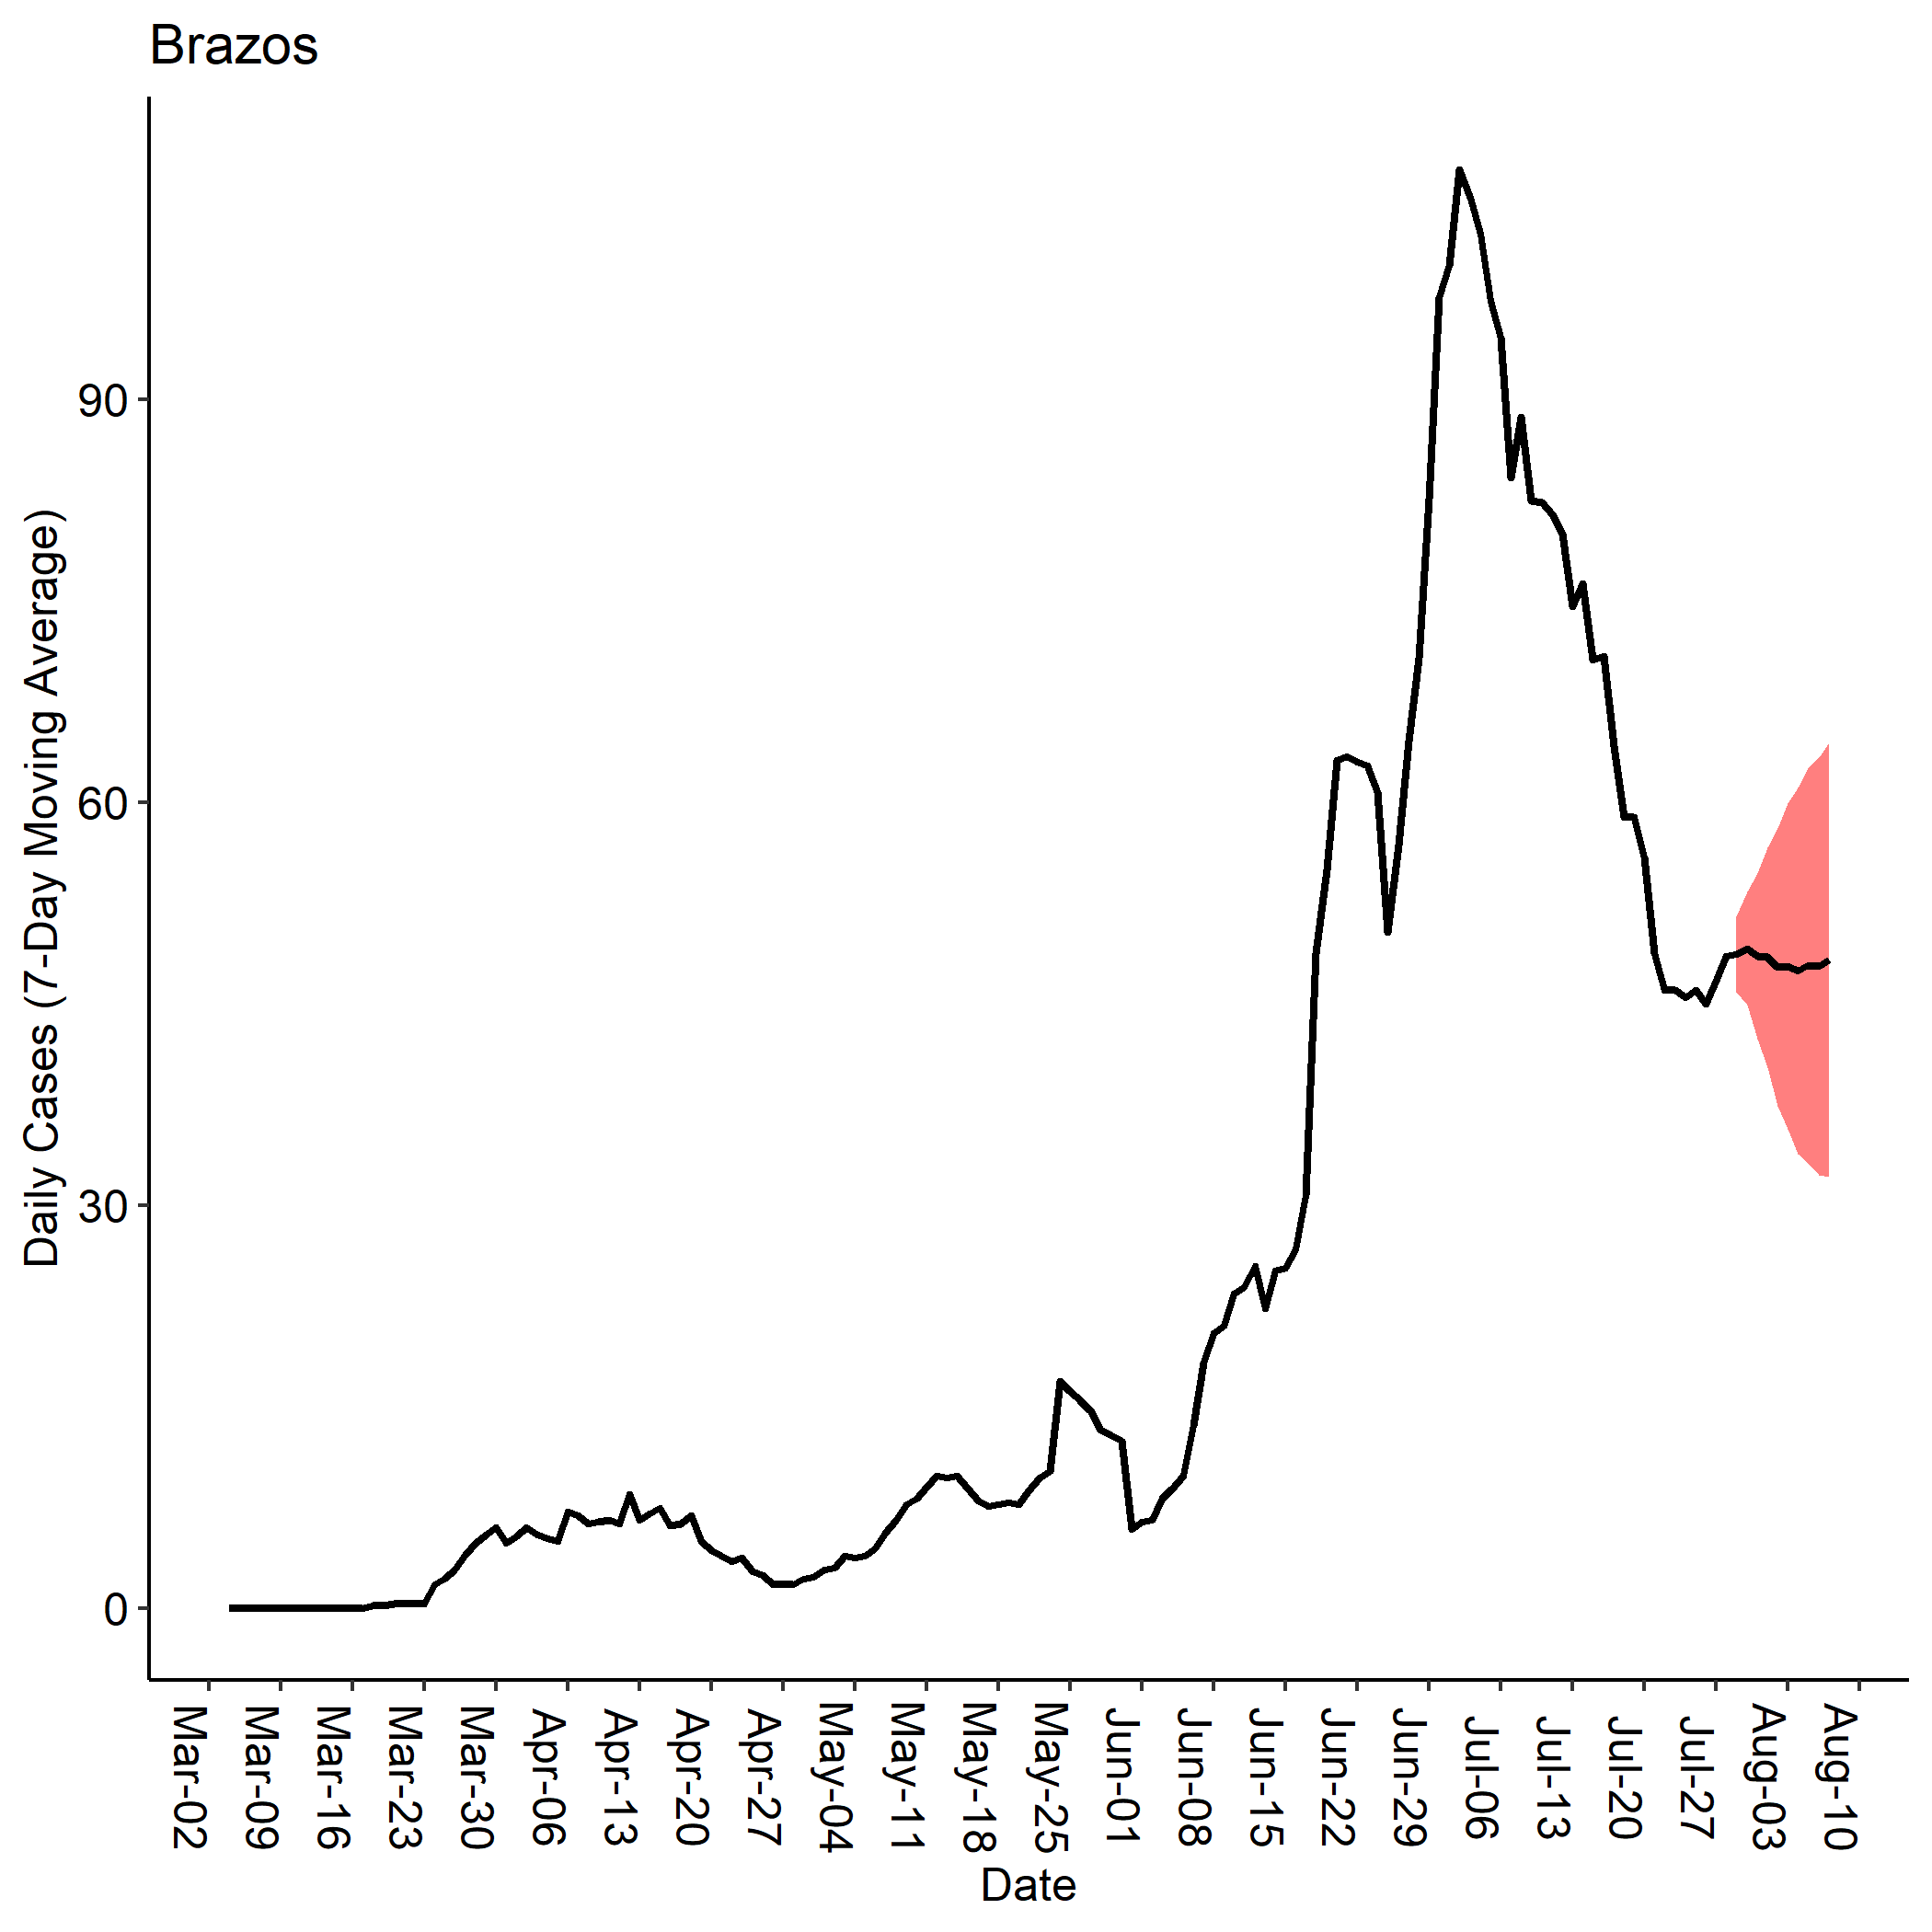 Brazos
Daily Cases (7-Day Moving Average)
90
60
30
0
Mar-02
Mar-09
Mar-16
Mar-23
Mar-30
Apr-06
Apr-13
Apr-20
Apr-27
May-04
May-11
May-18
May-25
Jun-01
Jun-08
Jun-15
Jun-22
Jun-29
Jul-06
Jul-13
Jul-20
Jul-27
Aug-03
Aug-10
Date